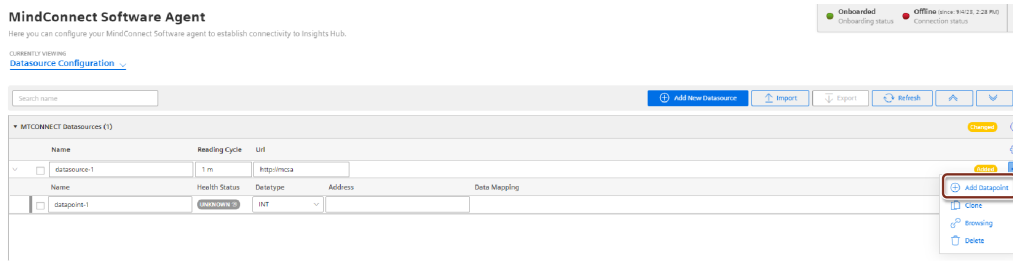 MindConnect Software Agent
Here you can configure your MindConnect Software agent to establish connectivity to Insights Hub.
Onboarded
Onboarding status
Offline (since: 9/4/23, 2:28 PM)
Connection status
CURRENTLY VIEWING
Datasource Configuration
Search name
Add New Datasource
Import
Export
Refresh
MTCONNECT Datasources (1)
Changed
Name Reading Cycle Url
datasource-1 1 m http://mcsa
Added
Name Health Status Datatype Address Data Mapping
datapoint-1 UNKNOWN INT
Add Datapoint
Clone
Browsing
Delete